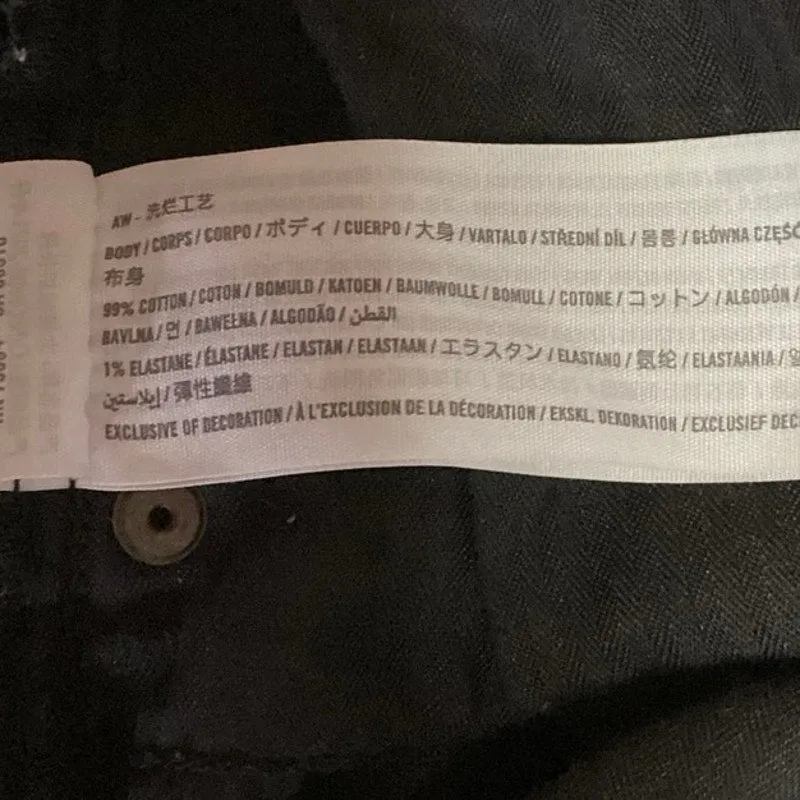 AW - 洗烂工艺
BODY / CORPS / CORPO / ボディ / CUERPO / 大身 / VARTALO / STŘEDNÍ DÍL / 몸통 / GŁÓWNA CZĘŚĆ
布身
99% COTTON / COTON / BOMULD / KATOEN / BAUMWOLLE / BOMULL / COTONE / コットン / ALGODÓN /
BAVLNA / 면 / BAWEŁNA / ALGODÃO / القطن
1% ELASTANE / ÉLASTANE / ELASTAN / ELASTAAN / エラスタン / ELASTANO / 氨纶 / ELASTAANIA /
إيلاستين / 彈性纖維
EXCLUSIVE OF DECORATION / À L'EXCLUSION DE LA DÉCORATION / EKSKL. DEKORATION / EXCLUSIEF DEC